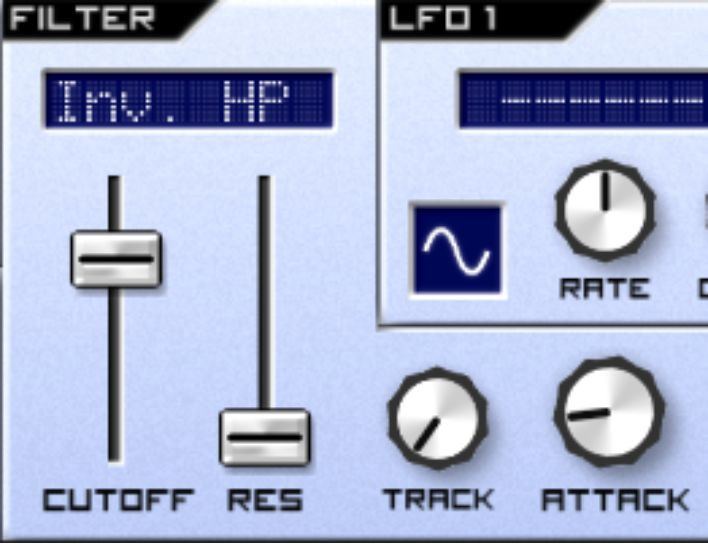 FILTER
LFO 1
Inv. HP
------
RATE
CUTOFF
RES
TRACK
ATTACK